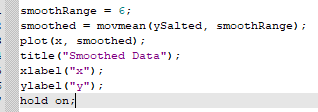 smoothRange = 6;
smoothed = movmean(ySalted, smoothRange);
plot(x, smoothed);
title("Smoothed Data");
xlabel("x");
ylabel("y");
hold on;